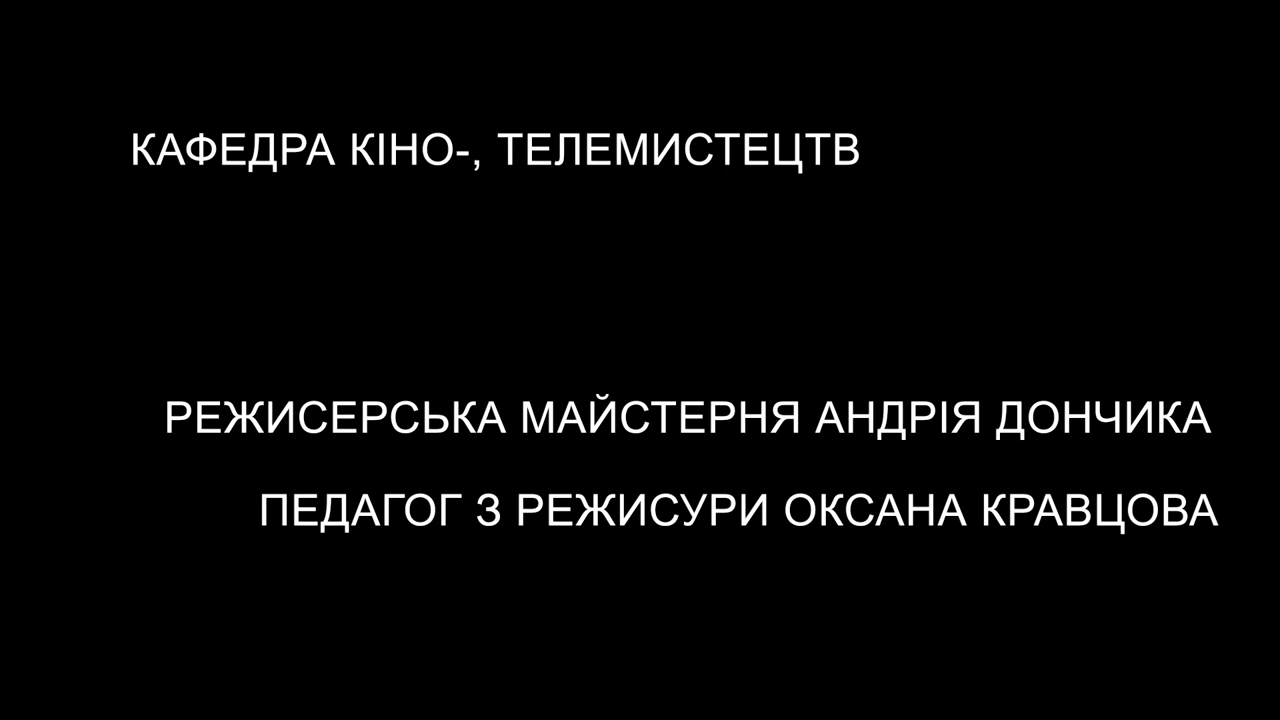 КАФЕДРА КІНО-, ТЕЛЕМИСТЕЦТВ
РЕЖИСЕРСЬКА МАЙСТЕРНЯ АНДРІЯ ДОНЧИКА
ПЕДАГОГ З РЕЖИСУРИ ОКСАНА КРАВЦОВА